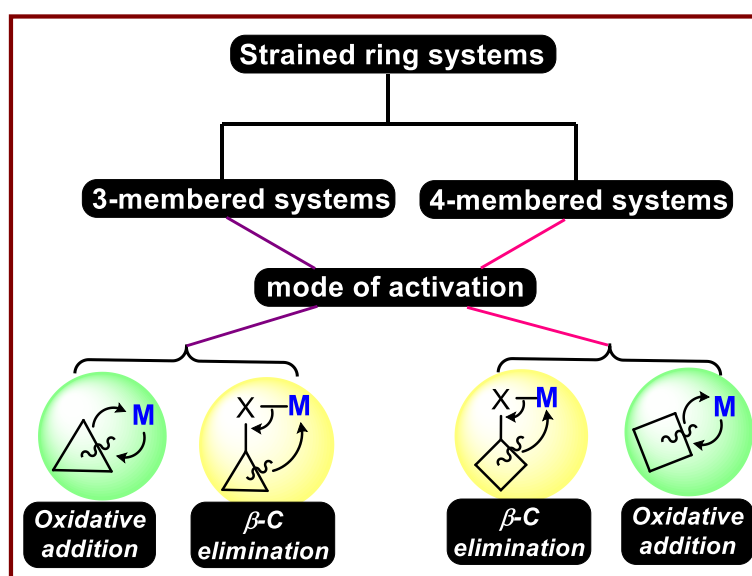 Strained ring systems
3-membered systems
4-membered systems
mode of activation
M
X
M
X
M
M
Oxidative
addition
β-C
elimination
β-C
elimination
Oxidative
addition